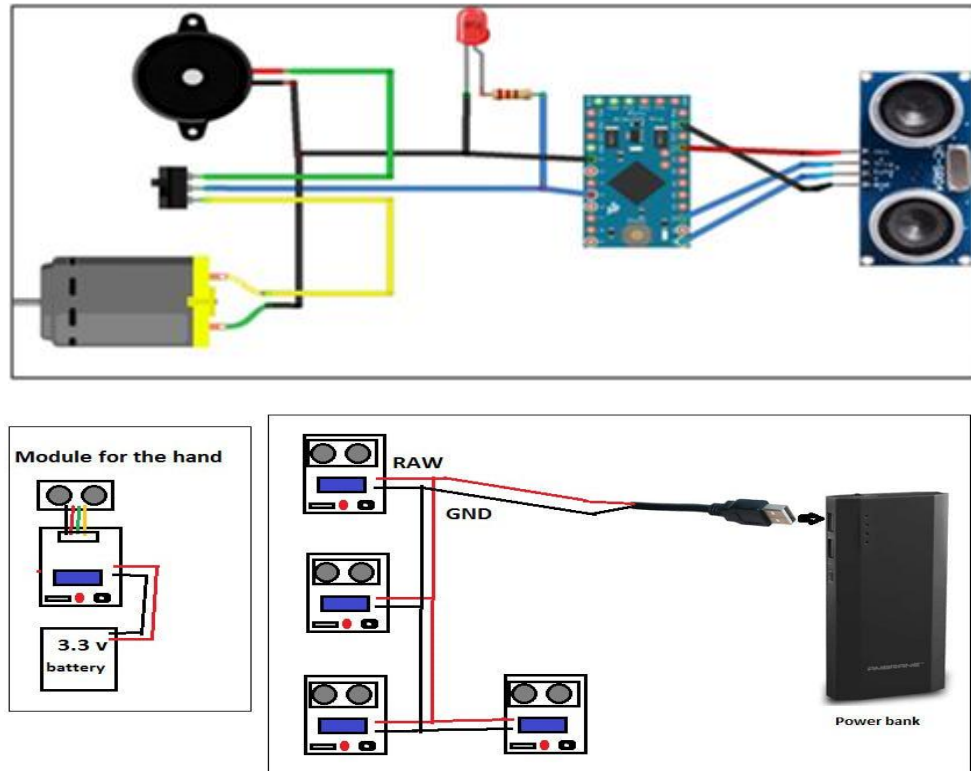 Module for the hand
3.3 v
battery
RAW
GND
Power bank